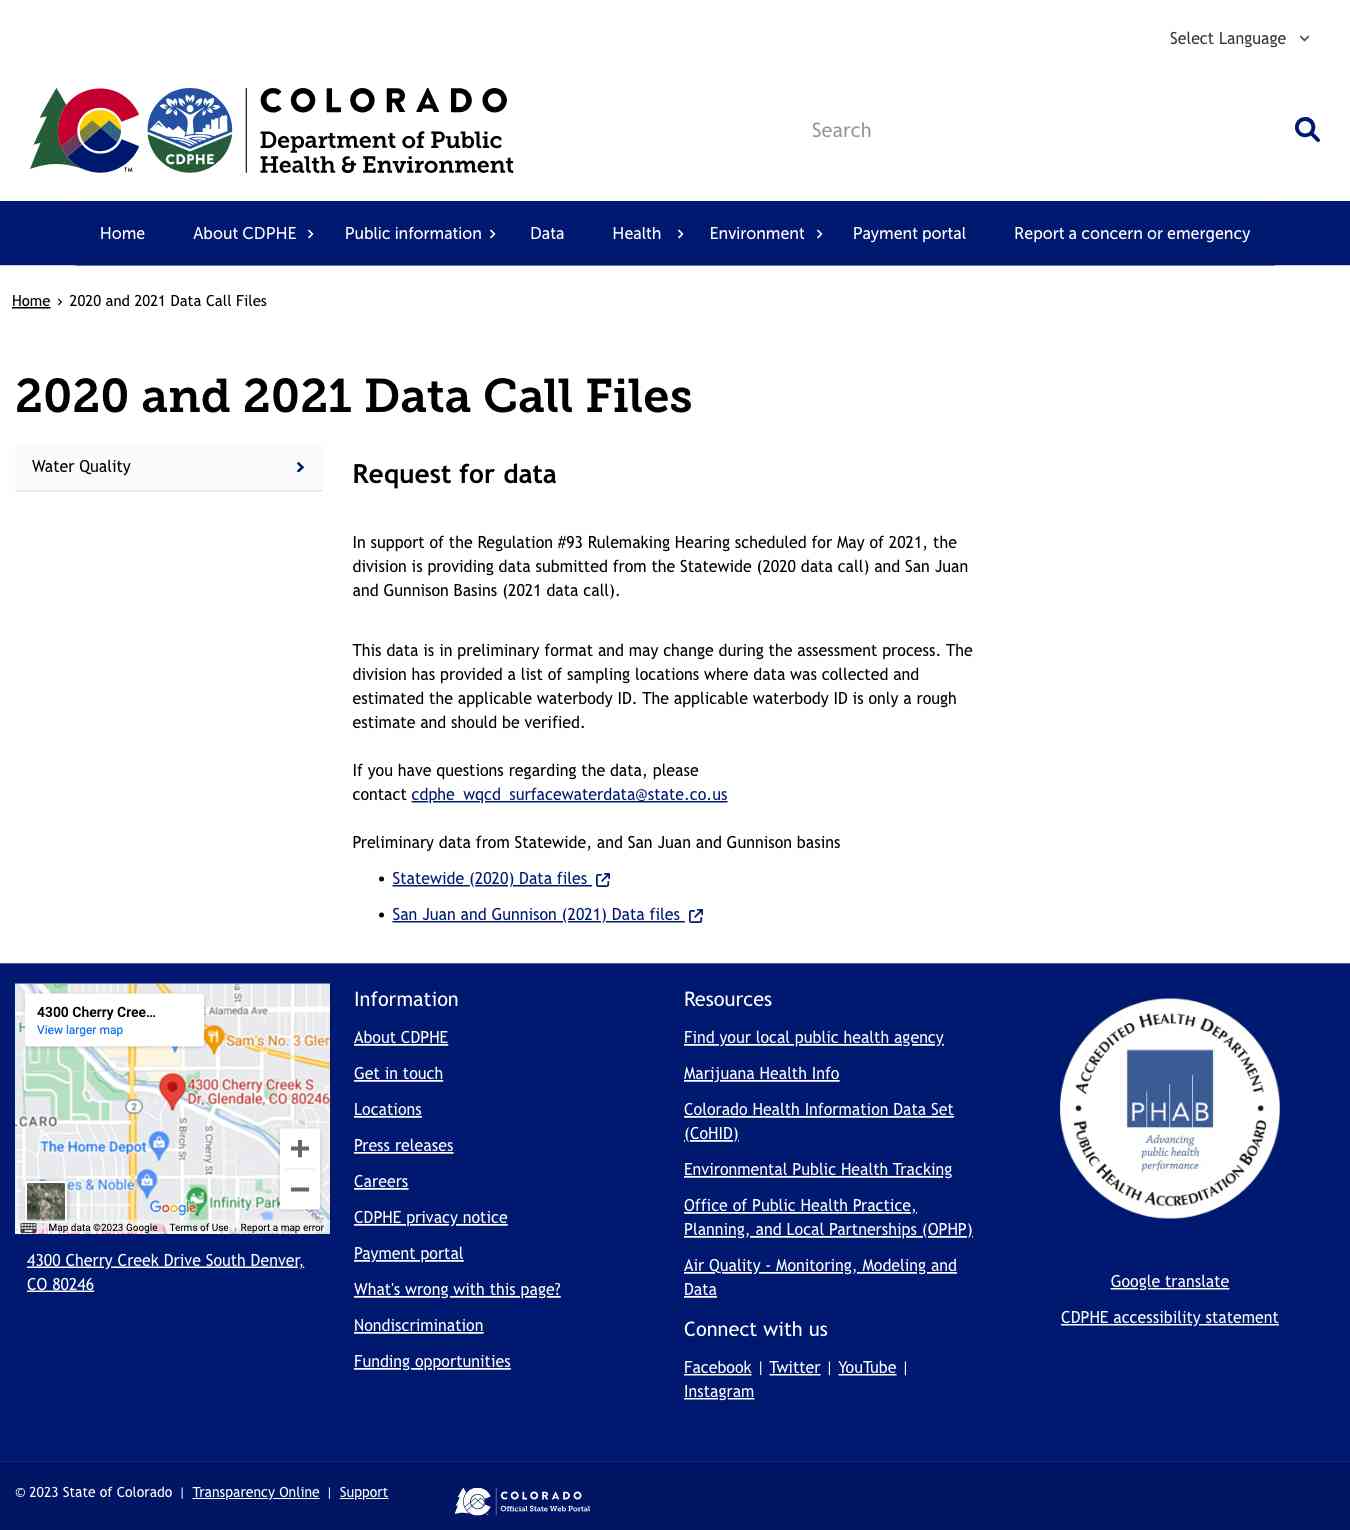 Select Language
COLORADO
Department of Public
Health & Environment
CDPHE
TM
Search
Home About CDPHE Public information Data Health Environment Payment portal Report a concern or emergency
Home › 2020 and 2021 Data Call Files
2020 and 2021 Data Call Files
Water Quality
Request for data
In support of the Regulation #93 Rulemaking Hearing scheduled for May of 2021, the
division is providing data submitted from the Statewide (2020 data call) and San Juan
and Gunnison Basins (2021 data call).
This data is in preliminary format and may change during the assessment process. The
division has provided a list of sampling locations where data was collected and
estimated the applicable waterbody ID. The applicable waterbody ID is only a rough
estimate and should be verified.
If you have questions regarding the data, please
contact cdphe_wqcd_surfacewaterdata@state.co.us
Preliminary data from Statewide, and San Juan and Gunnison basins
• Statewide (2020) Data files
• San Juan and Gunnison (2021) Data files
4300 Cherry Cree...
View larger map
E Alameda Ave
Sam's No. 3 Glen
4300 Cherry Creek S
Dr, Glendale, CO 80246
2
LCARO
The Home Depot
S Birch St
S Cherry St
es & Noble
Infinity Park
Google
Map data ©2023 Google Terms of Use Report a map error
4300 Cherry Creek Drive South Denver,
CO 80246
Information
About CDPHE
Get in touch
Locations
Press releases
Careers
CDPHE privacy notice
Payment portal
What's wrong with this page?
Nondiscrimination
Funding opportunities
Resources
Find your local public health agency
Marijuana Health Info
Colorado Health Information Data Set
(CoHID)
Environmental Public Health Tracking
Office of Public Health Practice,
Planning, and Local Partnerships (OPHP)
Air Quality - Monitoring, Modeling and
Data
Connect with us
Facebook | Twitter | YouTube |
Instagram
ACCREDITED HEALTH DEPARTMENT
PHAB
Advancing
public health
performance
PUBLIC HEALTH ACCREDITATION BOARD
Google translate
CDPHE accessibility statement
© 2023 State of Colorado | Transparency Online | Support
COLORADO
Official State Web Portal